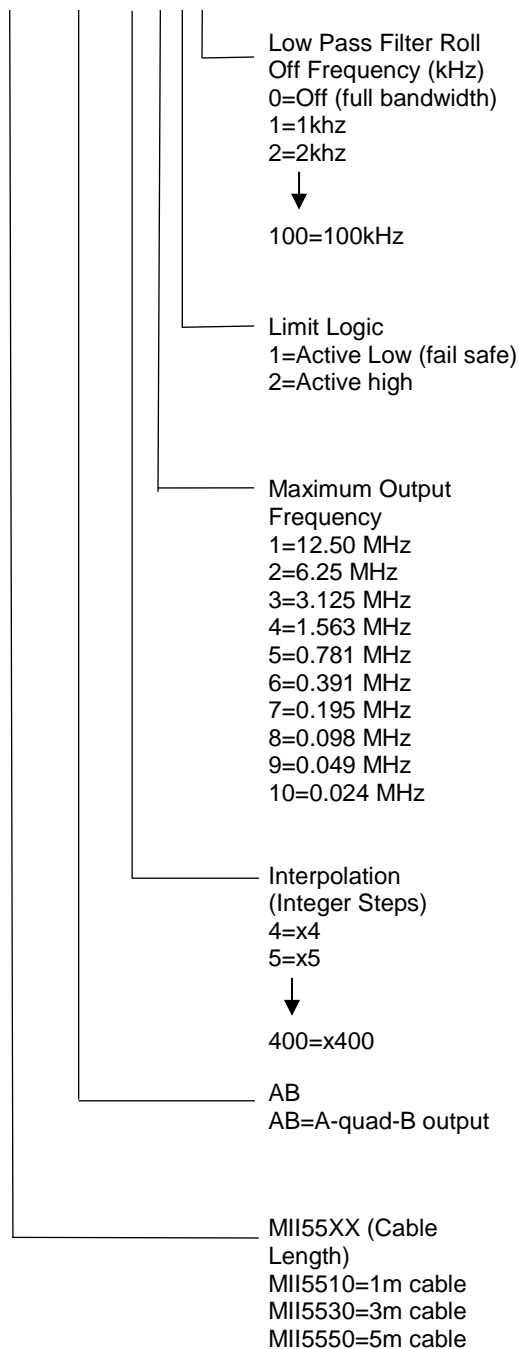 Low Pass Filter Roll
Off Frequency (kHz)
0=Off (full bandwidth)
1=1khz
2=2khz
100=100kHz
Limit Logic
1=Active Low (fail safe)
2=Active high
Maximum Output
Frequency
1=12.50 MHz
2=6.25 MHz
3=3.125 MHz
4=1.563 MHz
5=0.781 MHz
6=0.391 MHz
7=0.195 MHz
8=0.098 MHz
9=0.049 MHz
10=0.024 MHz
Interpolation
(Integer Steps)
4=x4
5=x5
400=x400
AB
AB=A-quad-B output
MII55XX (Cable
Length)
MII5510=1m cable
MII5530=3m cable
MII5550=5m cable